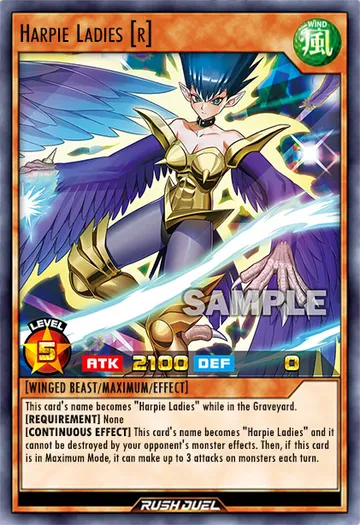 HARPIE LADIES [R]
WIND
風
SAMPLE
LEVEL
5
ATK 2100 DEF 0
[WINGED BEAST/MAXIMUM/EFFECT]
This card's name becomes "Harpie Ladies" while in the Graveyard.
[REQUIREMENT] None
[CONTINUOUS EFFECT] This card's name becomes "Harpie Ladies" and it
cannot be destroyed by your opponent's monster effects. Then, if this card
is in Maximum Mode, it can make up to 3 attacks on monsters each turn.
RUSH DUEL